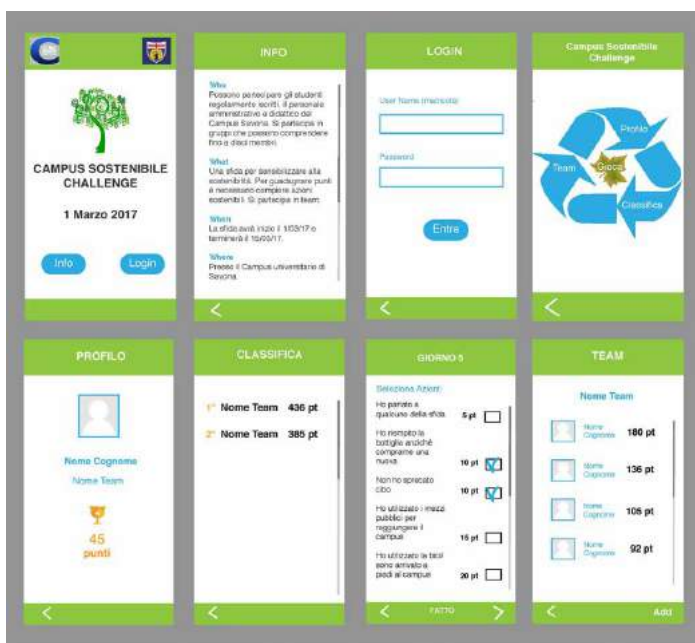 CAMPUS SOSTENIBILE
CHALLENGE
1 Marzo 2017
Info
Login
INFO
Who
Possono partecipare gli studenti
regolarmente iscritti, il personale
amministrativo e didattico del
Campus Savona. Si partecipa in
gruppi che possono comprendere
fino a dieci membri.
What
Una sfida per sensibilizzare alla
sostenibilità. Per guadagnare punti
è necessario compiere azioni
sostenibili. Si partecipa in team.
When
La sfida avrà inizio il 1/03/17 e
terminerà il 15/03/17.
Where
Presso il Campus universitario di
Savona.
LOGIN
User Name (matricola)
Password
Entre
Campus Sostenibile
Challenge
Profilo
Team
Gioca
Classifica
PROFILO
Nome Cognome
Nome Team
45
punti
CLASSIFICA
1° Nome Team 436 pt
2° Nome Team 385 pt
GIORNO 5
Seleziona Azioni:
Ho parlato a
qualcuno della sfida 5 pt
Ho riempito la
bottiglia anziché
comprarne una
nuova 10 pt
Non ho sprecato
cibo 10 pt
Ho utilizzato i mezzi
pubblici per
raggiungere il
campus 15 pt
Ho utilizzato la bici/
sono arrivato a
piedi al campus 20 pt
FATTO
TEAM
Nome Team
Nome
Cognome 180 pt
Nome
Cognome 136 pt
Nome
Cognome 105 pt
Nome
Cognome 92 pt
Add